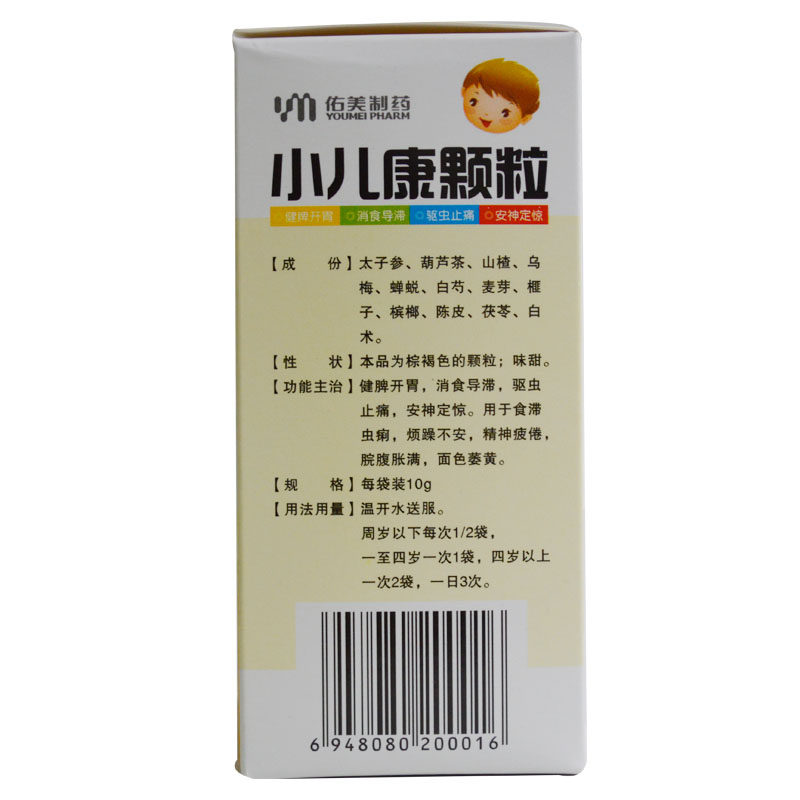 佑美制药
YOUMEI PHARM
小儿康颗粒
健脾开胃 消食导滞 驱虫止痛 安神定惊
【成 份】太子参、葫芦茶、山楂、乌
梅、蝉蜕、白芍、麦芽、榧
子、槟榔、陈皮、茯苓、白
术。
【性 状】本品为棕褐色的颗粒；味甜。
【功能主治】健脾开胃，消食导滞，驱虫
止痛，安神定惊。用于食滞
虫痢，烦躁不安，精神疲倦，
脘腹胀满，面色萎黄。
【规 格】每袋装10g
【用法用量】温开水送服。
周岁以下每次1/2袋，
一至四岁一次1袋，四岁以上
一次2袋，一日3次。
6 948080 200016